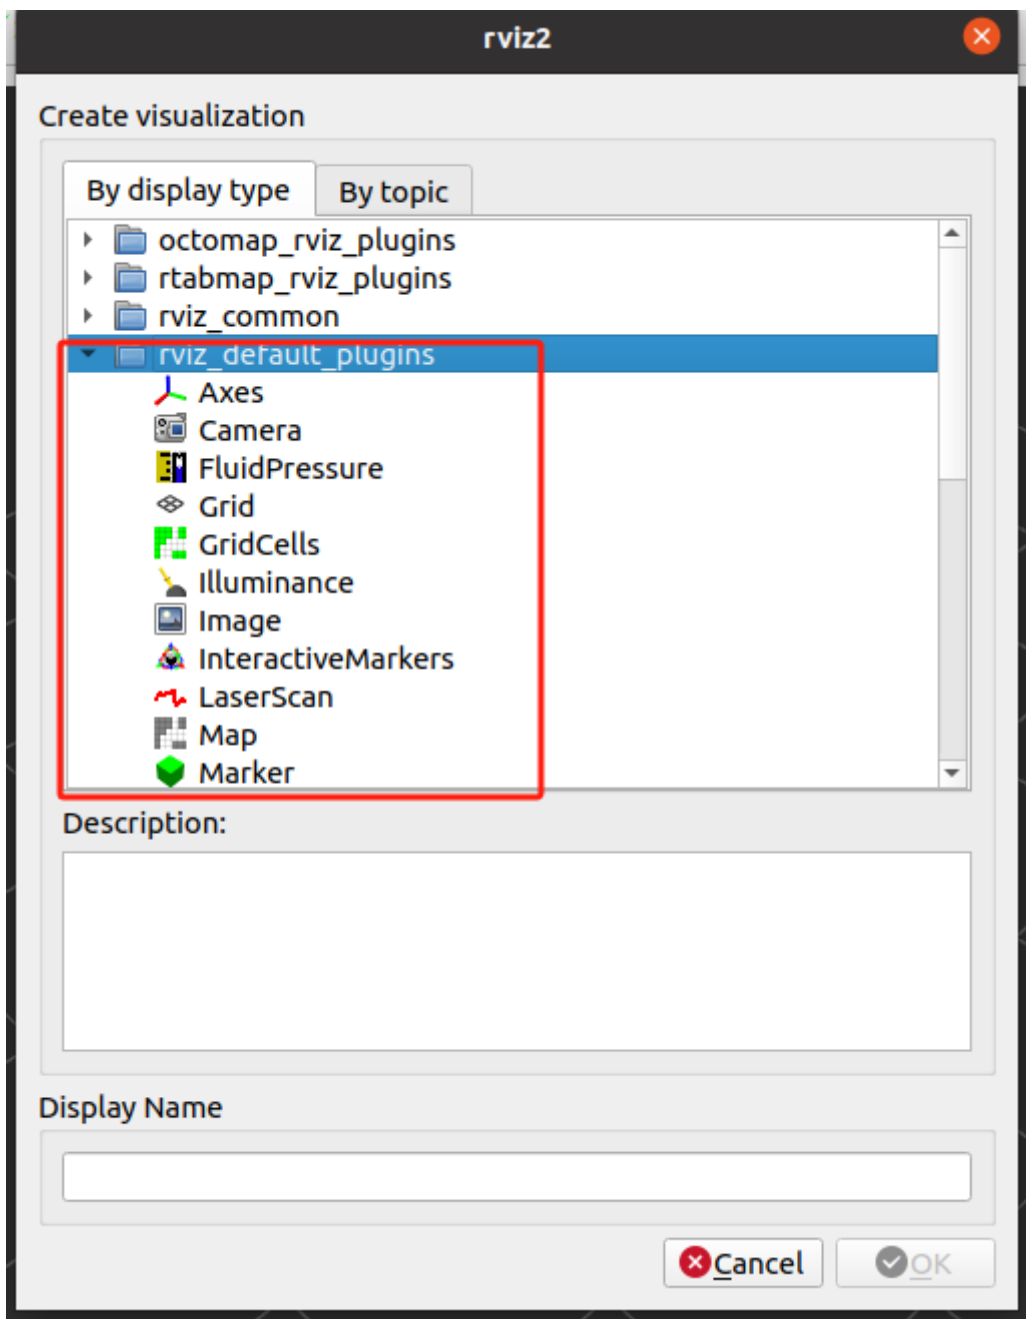 rviz2
Create visualization
By display type
By topic
octomap_rviz_plugins
rtabmap_rviz_plugins
rviz_common
rviz_default_plugins
Axes
Camera
FluidPressure
Grid
GridCells
Illuminance
Image
InteractiveMarkers
LaserScan
Map
Marker
Description:
Display Name
Cancel
OK